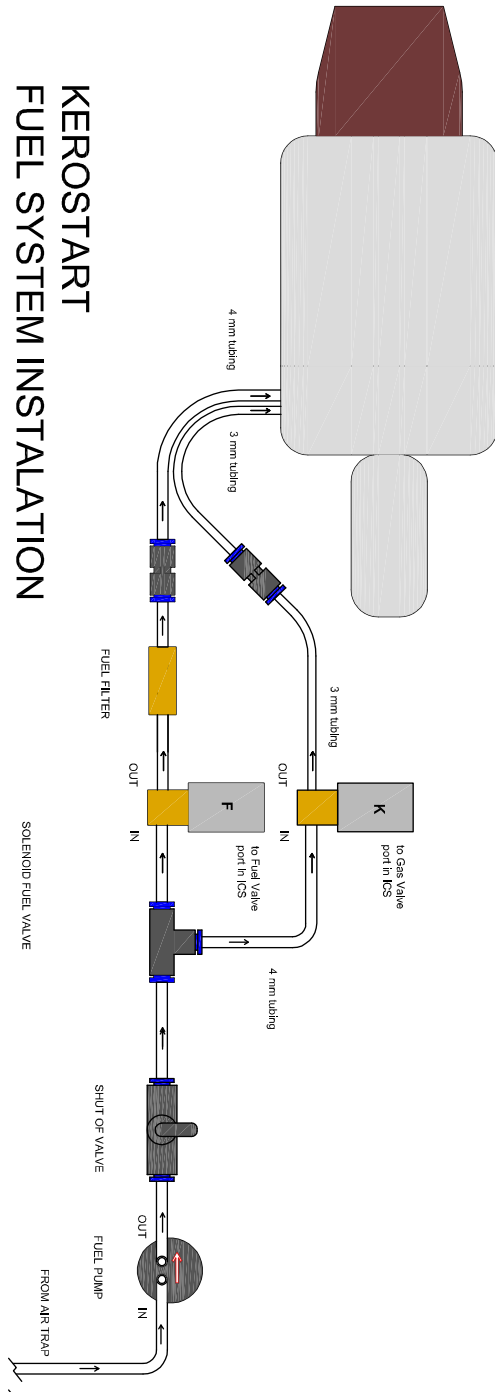 KEROSTART
FUEL SYSTEM INSTALATION
4 mm tubing
3 mm tubing
3 mm tubing
FUEL FILTER
OUT
IN
F
to Fuel Valve
port in ICS
OUT
IN
K
to Gas Valve
port in ICS
SOLENOID FUEL VALVE
4 mm tubing
SHUT OF VALVE
OUT
IN
FUEL PUMP
FROM AIR TRAP